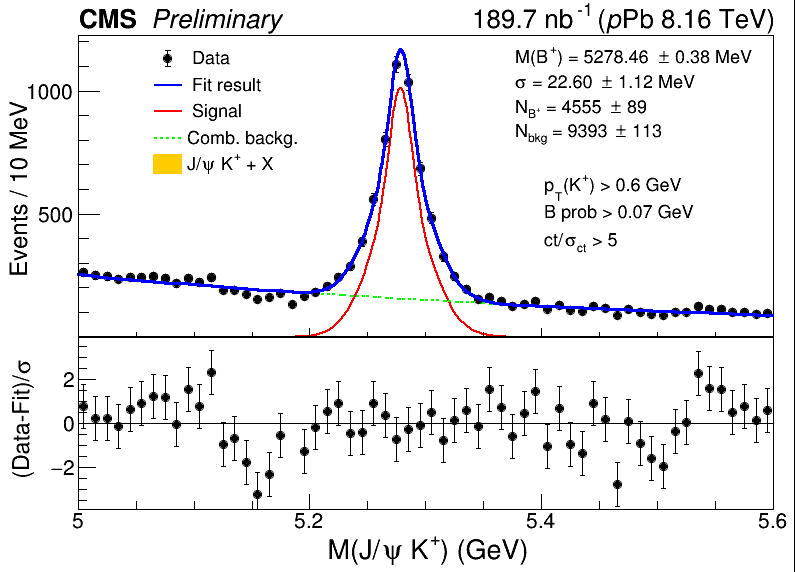 CMS Preliminary 189.7 nb⁻¹ (pPb 8.16 TeV)
Events / 10 MeV
1000
500
Data
Fit result
Signal
Comb. backg.
J/ψ K⁺ + X
M(B⁺) = 5278.46 ± 0.38 MeV
σ = 22.60 ± 1.12 MeV
N_B⁺ = 4555 ± 89
N_bkg = 9393 ± 113
p_T(K⁺) > 0.6 GeV
B prob > 0.07 GeV
ct/σ_ct > 5
(Data-Fit)/σ
2
0
−2
5 5.2 5.4 5.6
M(J/ψ K⁺) (GeV)